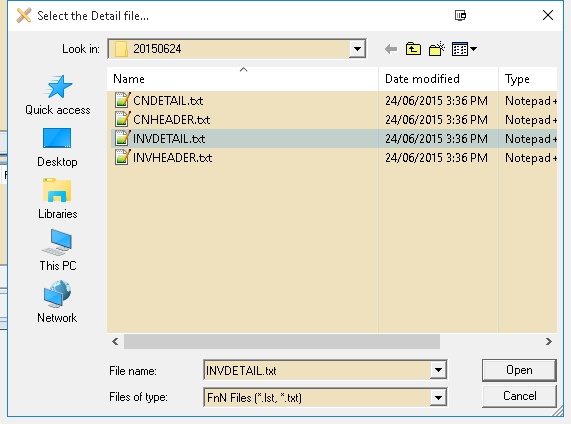 Select the Detail file...
Look in: 20150624
Name Date modified Type
Quick access
Desktop
Libraries
This PC
Network
CNDETAIL.txt 24/06/2015 3:36 PM Notepad+
CNHEADER.txt 24/06/2015 3:36 PM Notepad+
INVDETAIL.txt 24/06/2015 3:36 PM Notepad+
INVHEADER.txt 24/06/2015 3:36 PM Notepad+
File name: INVDETAIL.txt Open
Files of type: FnN Files (*.lst, *.txt) Cancel